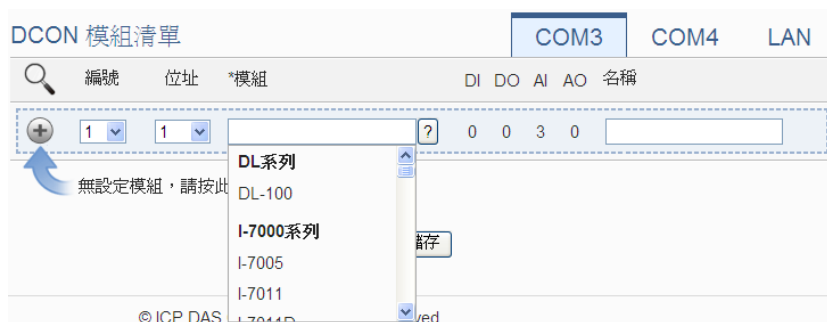 DCON 模組清單 COM3 COM4 LAN
編號 位址 *模組 DI DO AI AO 名稱
1 1 ? 0 0 3 0
DL系列
無設定模組，請按此
DL-100
I-7000系列
存
I-7005
I-7011
© ICP DAS I-7011D ved